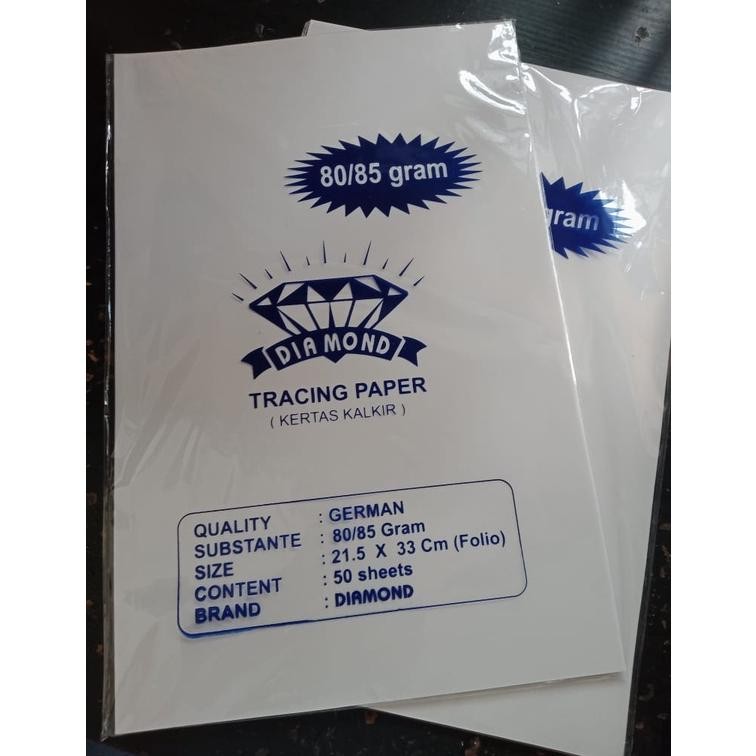 80/85 gram
gram
DIAMOND
TRACING PAPER
( KERTAS KALKIR )
QUALITY : GERMAN
SUBSTANTE : 80/85 Gram
SIZE : 21.5 X 33 Cm (Folio)
CONTENT : 50 sheets
BRAND : DIAMOND